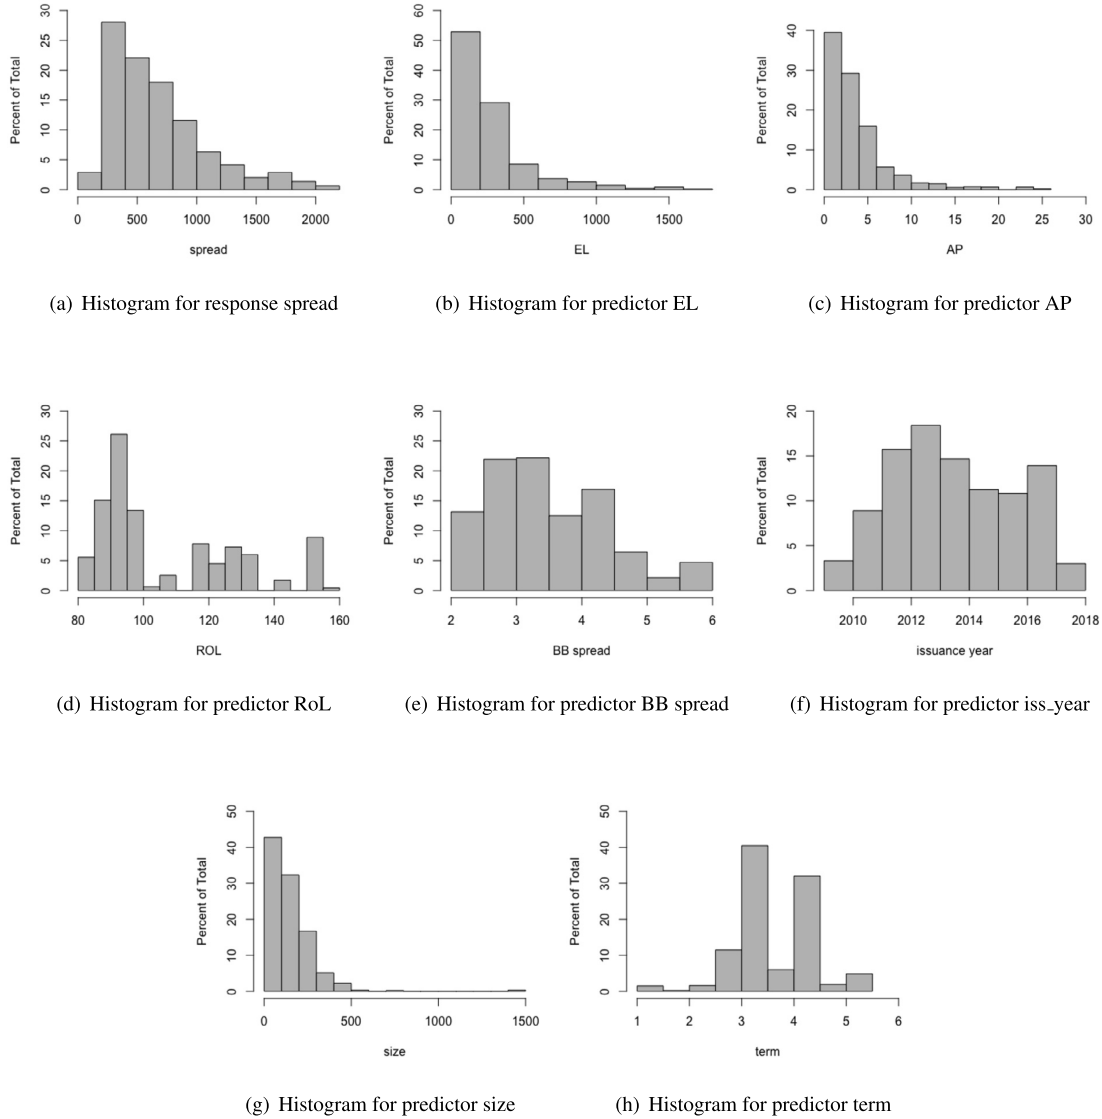 Percent of Total
0 5 10 15 20 25 30
0 500 1000 1500 2000
spread
(a) Histogram for response spread
Percent of Total
0 10 20 30 40 50 60
0 500 1000 1500
EL
(b) Histogram for predictor EL
Percent of Total
0 10 20 30 40
0 5 10 15 20 25 30
AP
(c) Histogram for predictor AP
Percent of Total
0 5 10 15 20 25 30
80 100 120 140 160
ROL
(d) Histogram for predictor RoL
Percent of Total
0 5 10 15 20 25 30
2 3 4 5 6
BB spread
(e) Histogram for predictor BB spread
Percent of Total
0 5 10 15 20
2010 2012 2014 2016 2018
issuance year
(f) Histogram for predictor iss_year
Percent of Total
0 10 20 30 40 50
0 500 1000 1500
size
(g) Histogram for predictor size
Percent of Total
0 10 20 30 40 50
1 2 3 4 5 6
term
(h) Histogram for predictor term